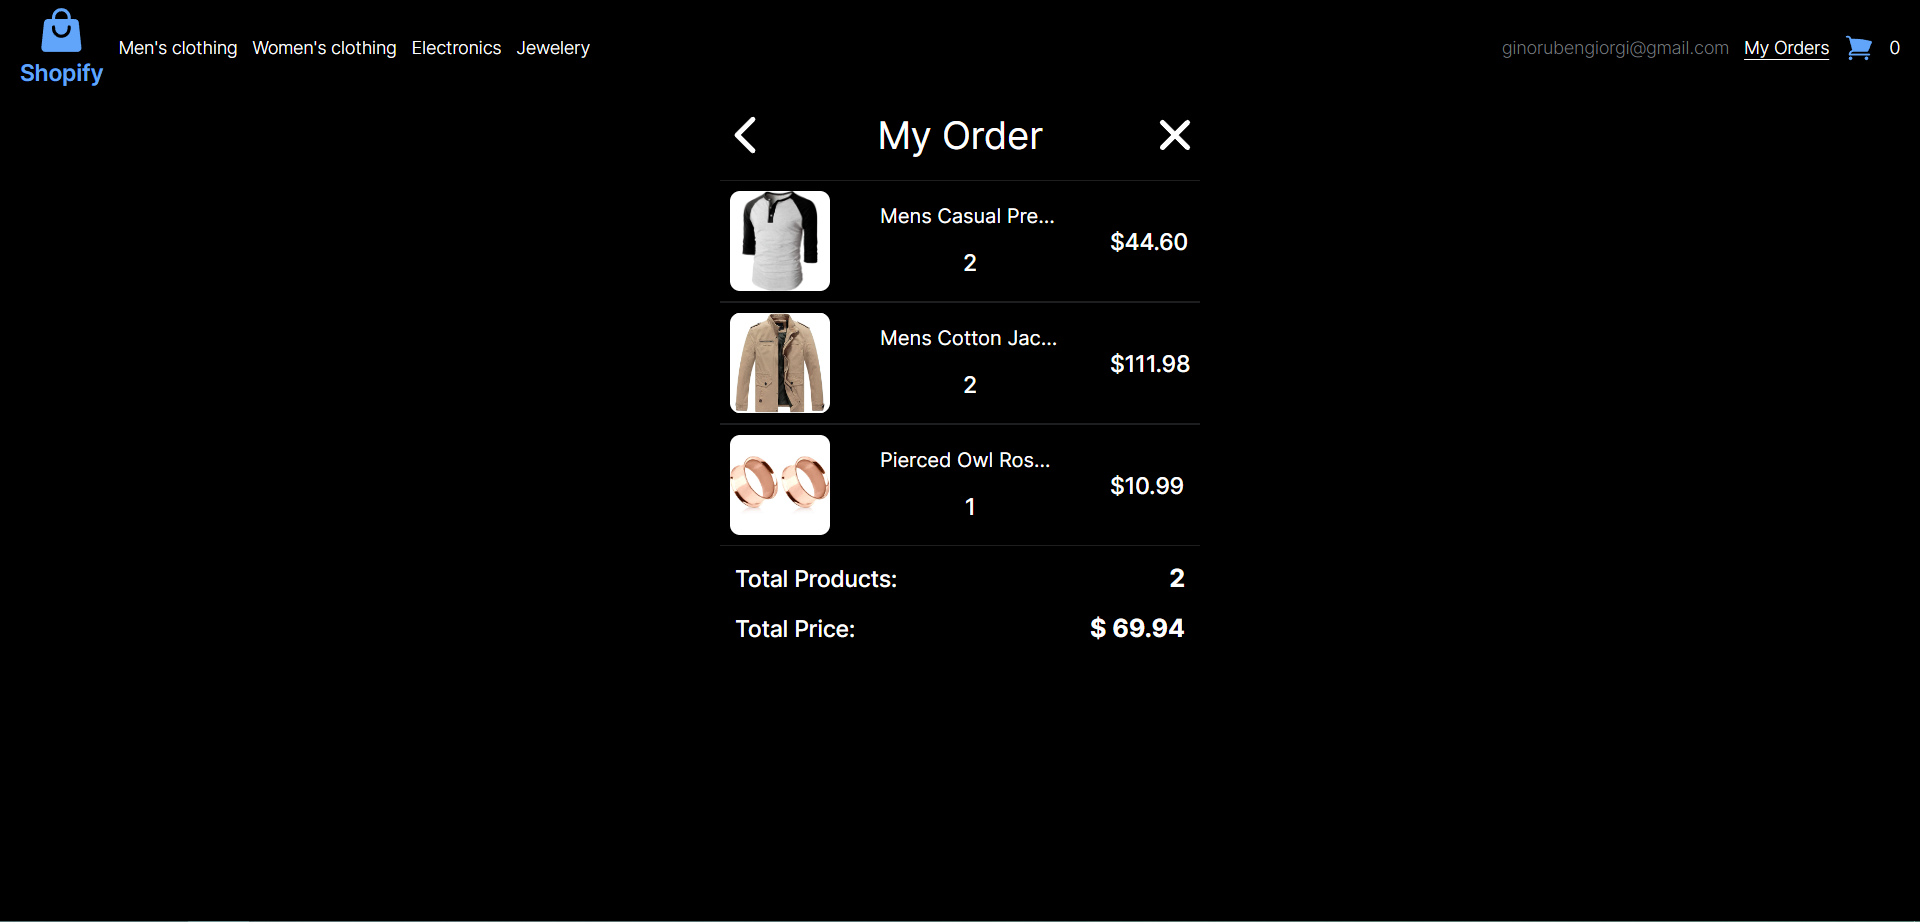 Shopify
Men's clothing Women's clothing Electronics Jewelery
ginorubengiorgi@gmail.com My Orders 0
My Order
Mens Casual Pre...
2
$44.60
Mens Cotton Jac...
2
$111.98
Pierced Owl Ros...
1
$10.99
Total Products: 2
Total Price: $ 69.94